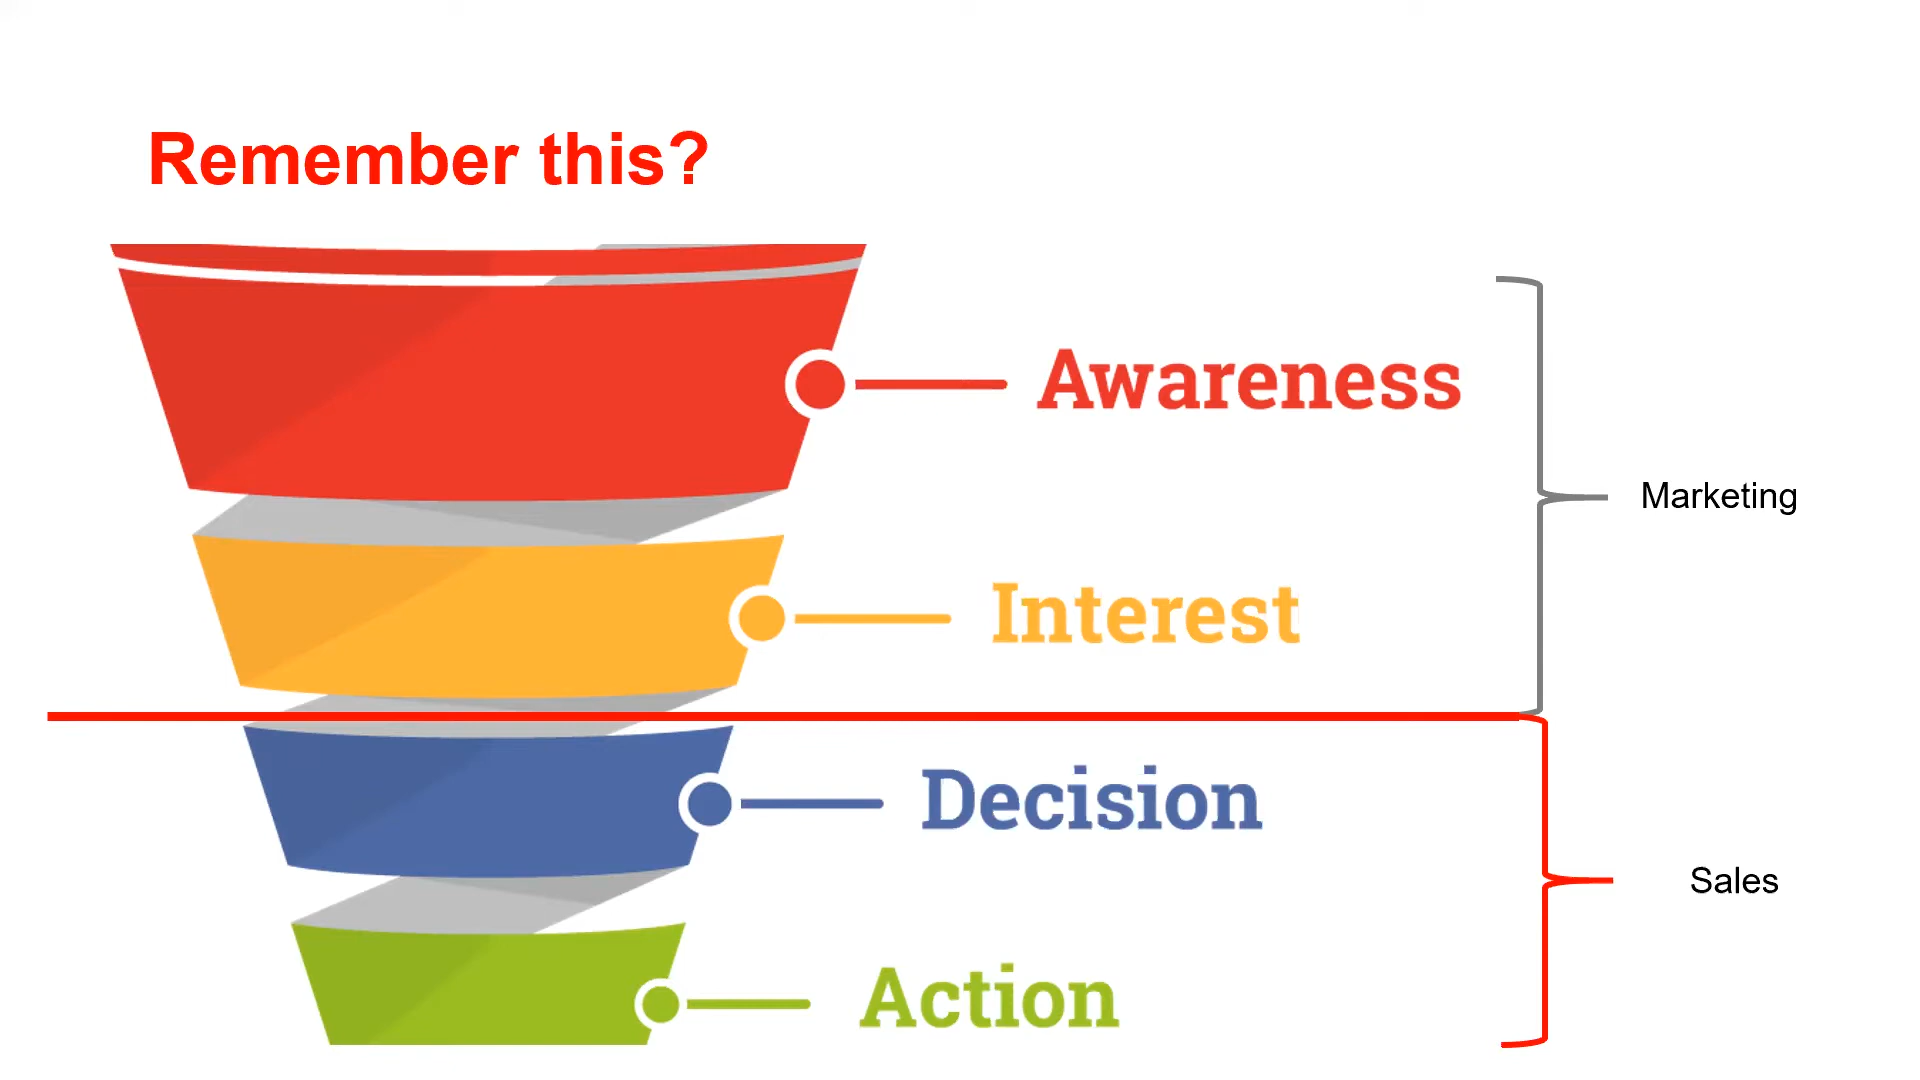 Remember this?
Awareness
Marketing
Interest
Decision
Sales
Action